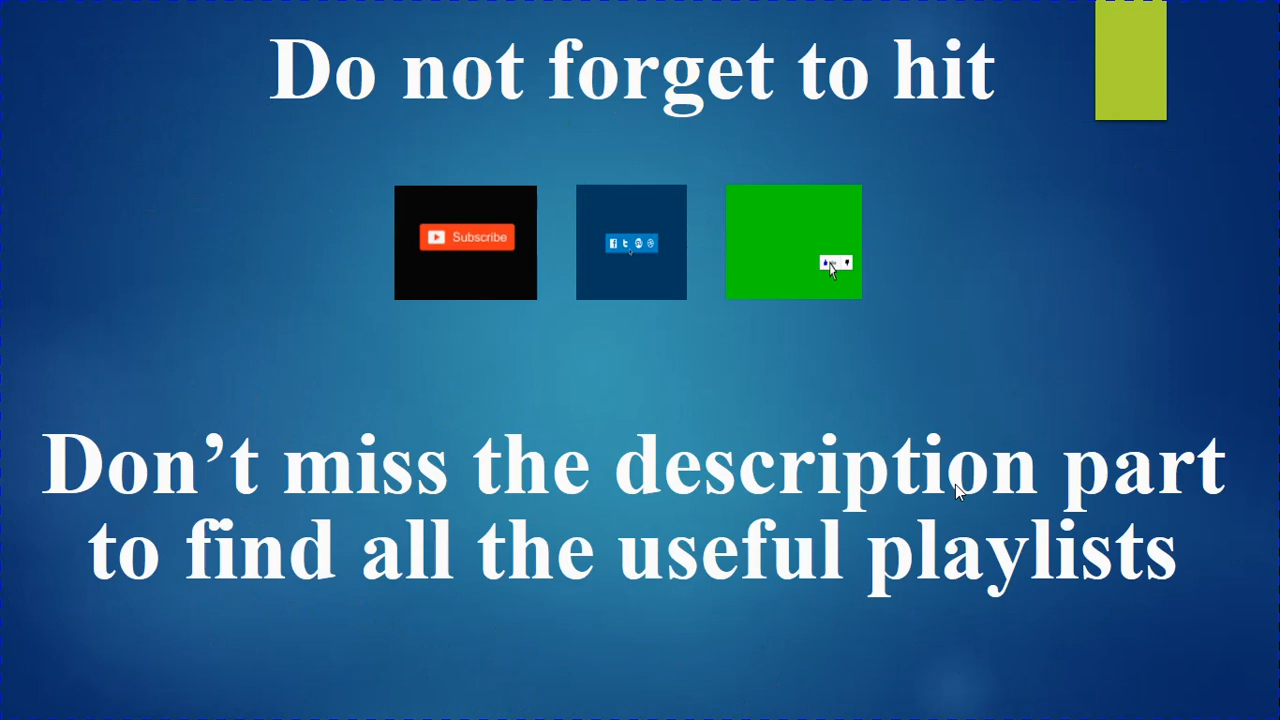 Do not forget to hit
Subscribe
Don’t miss the description part
to find all the useful playlists